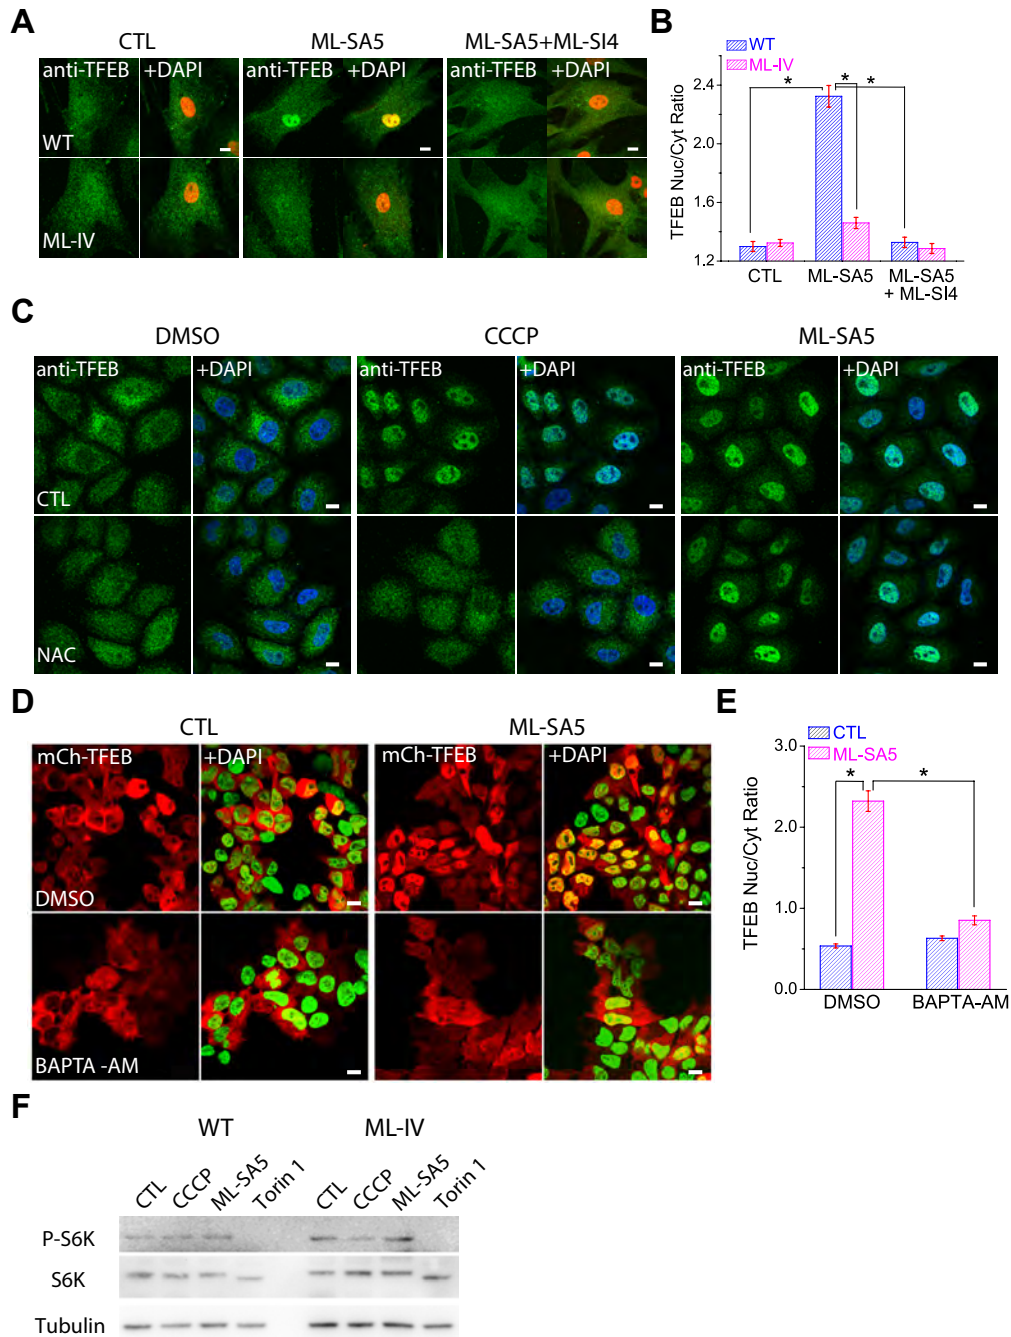 A
CTL ML-SA5 ML-SA5+ML-SI4
anti-TFEB +DAPI anti-TFEB +DAPI anti-TFEB +DAPI
WT
ML-IV
B
WT
ML-IV
TFEB Nuc/Cyt Ratio
2.4
1.6
1.2
* * *
CTL ML-SA5 ML-SA5
+ ML-SI4
C
DMSO CCCP ML-SA5
anti-TFEB +DAPI anti-TFEB +DAPI anti-TFEB +DAPI
CTL
NAC
D
CTL ML-SA5
mCh-TFEB +DAPI mCh-TFEB +DAPI
DMSO
BAPTA -AM
E
CTL
ML-SA5
TFEB Nuc/Cyt Ratio
3.0
2.0
1.0
0.0
* *
DMSO BAPTA-AM
F
WT ML-IV
CTL CCCP ML-SA5 Torin 1 CTL CCCP ML-SA5 Torin 1
P-S6K
S6K
Tubulin